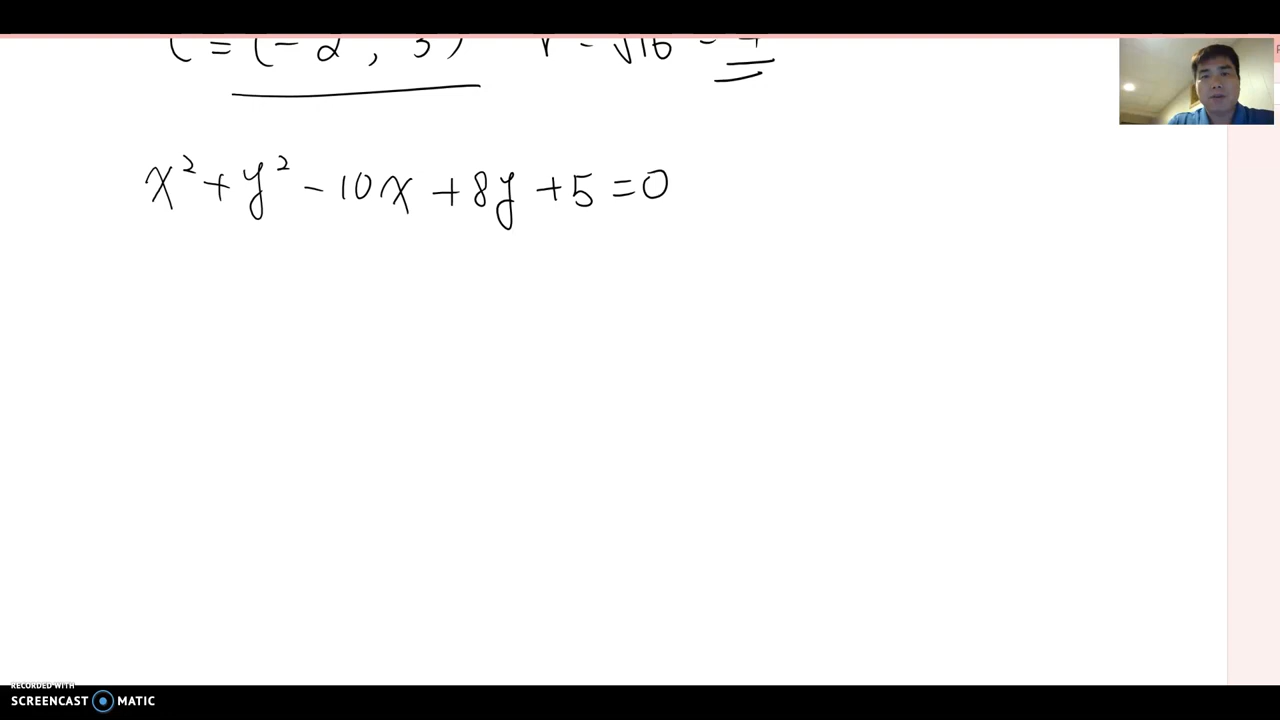 C = (-2, 3) r = √16 = 4
x² + y² - 10x + 8y + 5 = 0
RECORDED WITH
SCREENCAST MATIC